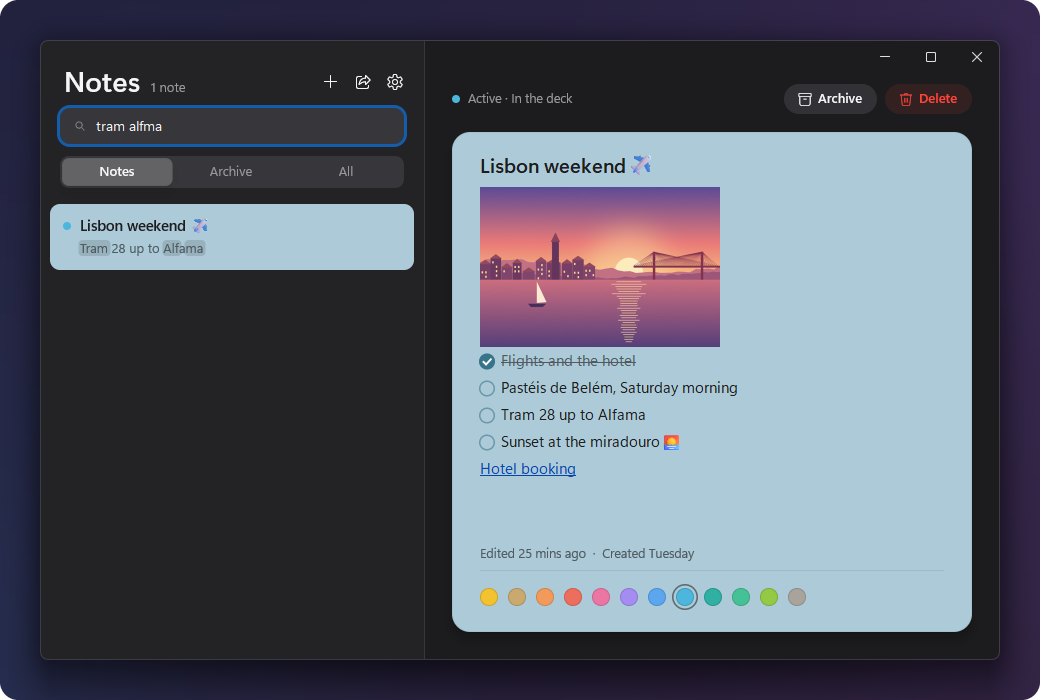 Notes 1 note
tram alfma
Notes Archive All
Lisbon weekend ✈️
Tram 28 up to Alfama
Active · In the deck
Archive Delete
Lisbon weekend ✈️
Flights and the hotel
Pastéis de Belém, Saturday morning
Tram 28 up to Alfama
Sunset at the miradouro 🌅
Hotel booking
Edited 25 mins ago · Created Tuesday